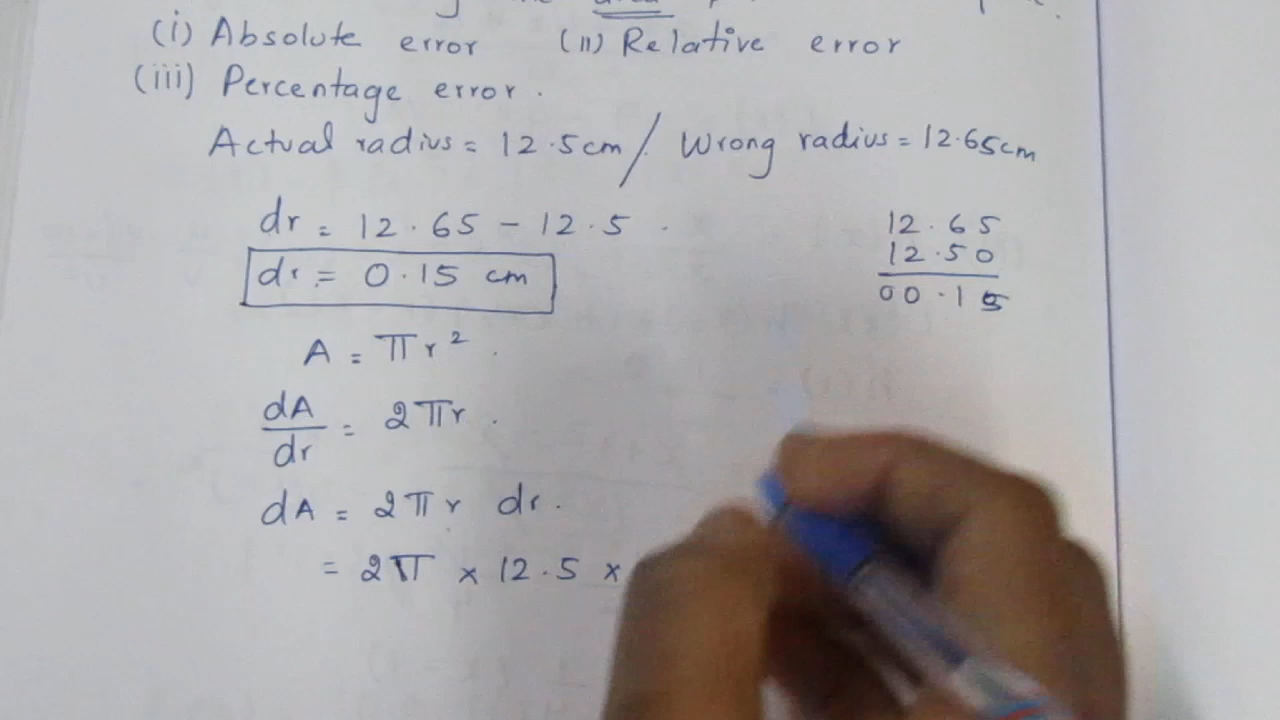 area
(i) Absolute error (ii) Relative error
(iii) Percentage error.
Actual radius = 12.5cm / Wrong radius = 12.65cm
dr = 12.65 - 12.5
dr = 0.15 cm
12.65
12.50
00.15
A = πr²
dA/dr = 2πr.
dA = 2πr dr.
= 2π × 12.5 ×